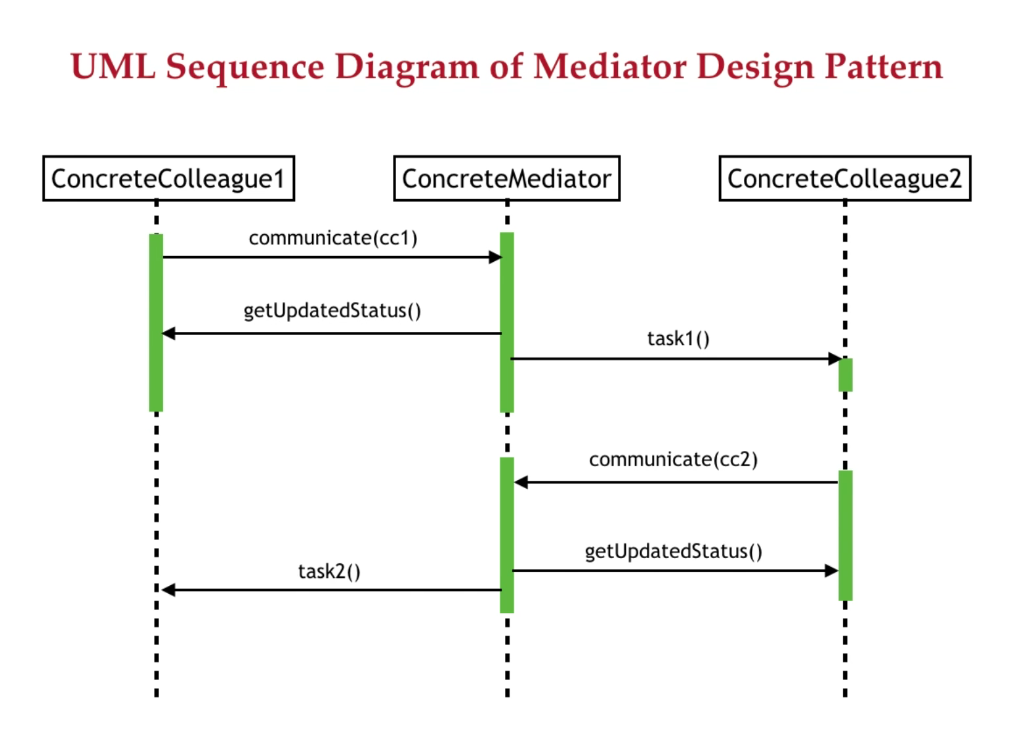 UML Sequence Diagram of Mediator Design Pattern
ConcreteColleague1
ConcreteMediator
ConcreteColleague2
communicate(cc1)
getUpdatedStatus()
task1()
communicate(cc2)
getUpdatedStatus()
task2()